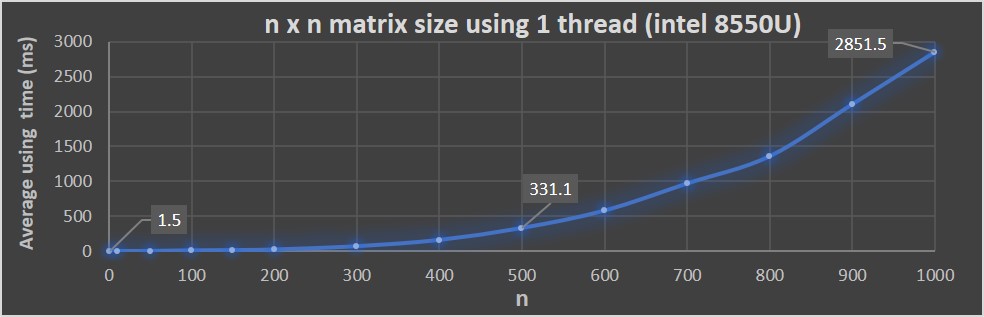 n x n matrix size using 1 thread (intel 8550U)
Average using time (ms)
3000
2500
2000
1500
1000
500
0
1.5
331.1
2851.5
0 100 200 300 400 500 600 700 800 900 1000
n